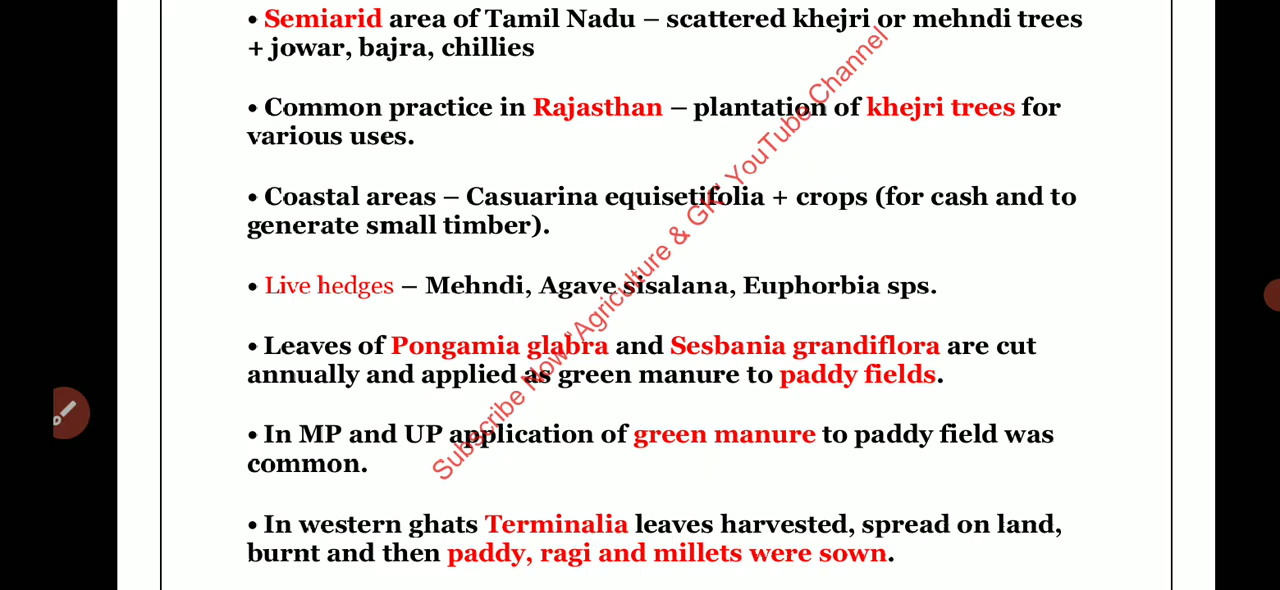 • Semiarid area of Tamil Nadu – scattered khejri or mehndi trees
+ jowar, bajra, chillies
• Common practice in Rajasthan – plantation of khejri trees for
various uses.
• Coastal areas – Casuarina equisetifolia + crops (for cash and to
generate small timber).
• Live hedges – Mehndi, Agave sisalana, Euphorbia sps.
• Leaves of Pongamia glabra and Sesbania grandiflora are cut
annually and applied as green manure to paddy fields.
• In MP and UP application of green manure to paddy field was
common.
• In western ghats Terminalia leaves harvested, spread on land,
burnt and then paddy, ragi and millets were sown.
Subscribe Now "Agriculture & GK" YouTube Channel